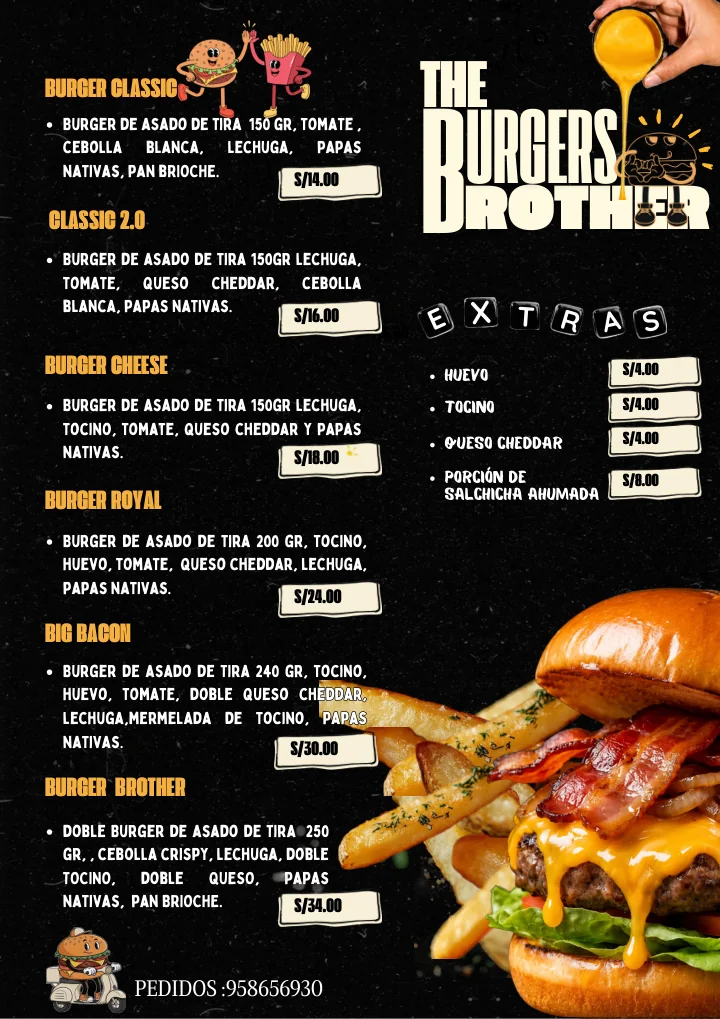 BURGER CLASSIC
• BURGER DE ASADO DE TIRA 150 GR, TOMATE ,
CEBOLLA BLANCA, LECHUGA, PAPAS
NATIVAS, PAN BRIOCHE.
S/14.00
CLASSIC 2.0
• BURGER DE ASADO DE TIRA 150GR LECHUGA,
TOMATE, QUESO CHEDDAR, CEBOLLA
BLANCA, PAPAS NATIVAS.
S/16.00
BURGER CHEESE
• BURGER DE ASADO DE TIRA 150GR LECHUGA,
TOCINO, TOMATE, QUESO CHEDDAR Y PAPAS
NATIVAS.
S/18.00
BURGER ROYAL
• BURGER DE ASADO DE TIRA 200 GR, TOCINO,
HUEVO, TOMATE, QUESO CHEDDAR, LECHUGA,
PAPAS NATIVAS.
S/24.00
BIG BACON
• BURGER DE ASADO DE TIRA 240 GR, TOCINO,
HUEVO, TOMATE, DOBLE QUESO CHEDDAR,
LECHUGA,MERMELADA DE TOCINO, PAPAS
NATIVAS.
S/30.00
BURGER BROTHER
• DOBLE BURGER DE ASADO DE TIRA 250
GR, , CEBOLLA CRISPY, LECHUGA, DOBLE
TOCINO, DOBLE QUESO, PAPAS
NATIVAS, PAN BRIOCHE.
S/34.00
PEDIDOS :958656930
THE
BURGERS
BROTHER
EXTRAS
• HUEVO S/4.00
• TOCINO S/4.00
• QUESO CHEDDAR S/4.00
• PORCIÓN DE
SALCHICHA AHUMADA S/8.00